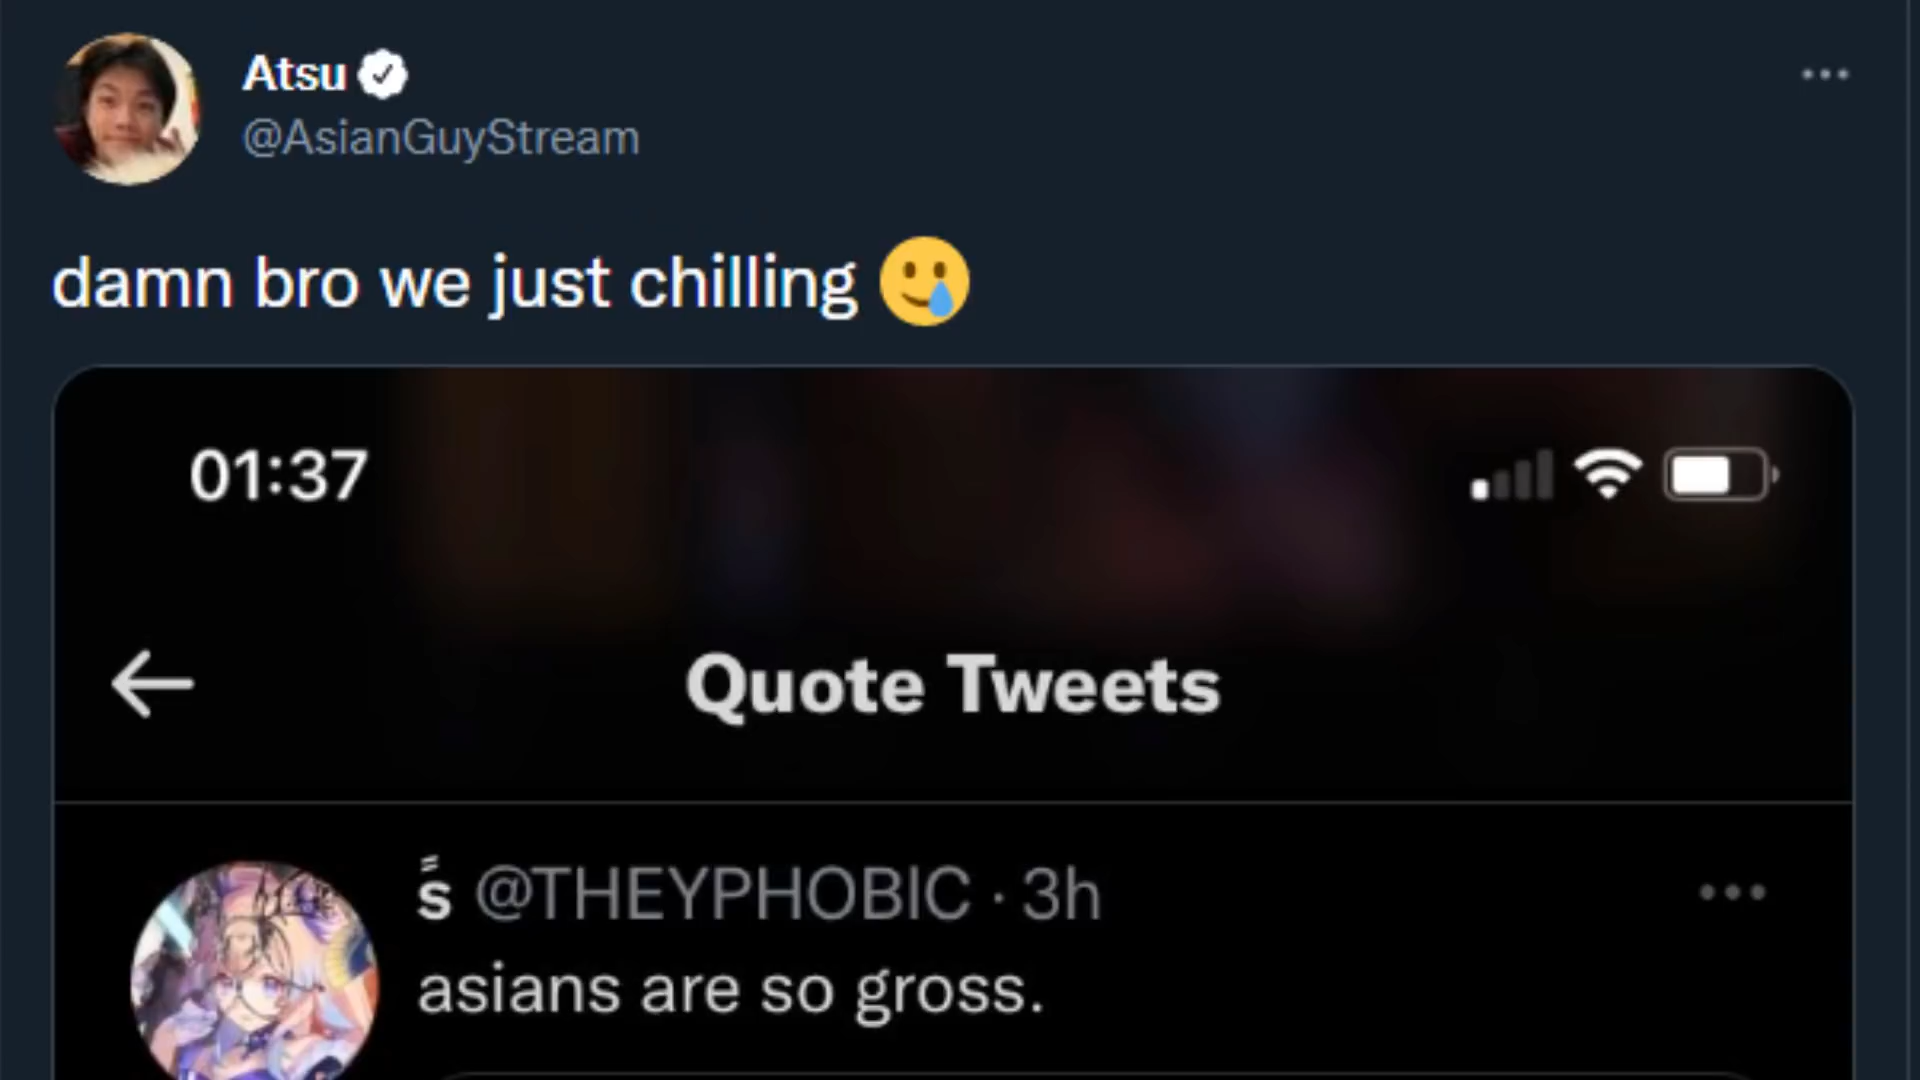 Atsu
@AsianGuyStream
damn bro we just chilling 🥲
01:37
Quote Tweets
s̋́ @THEYPHOBIC · 3h
asians are so gross.